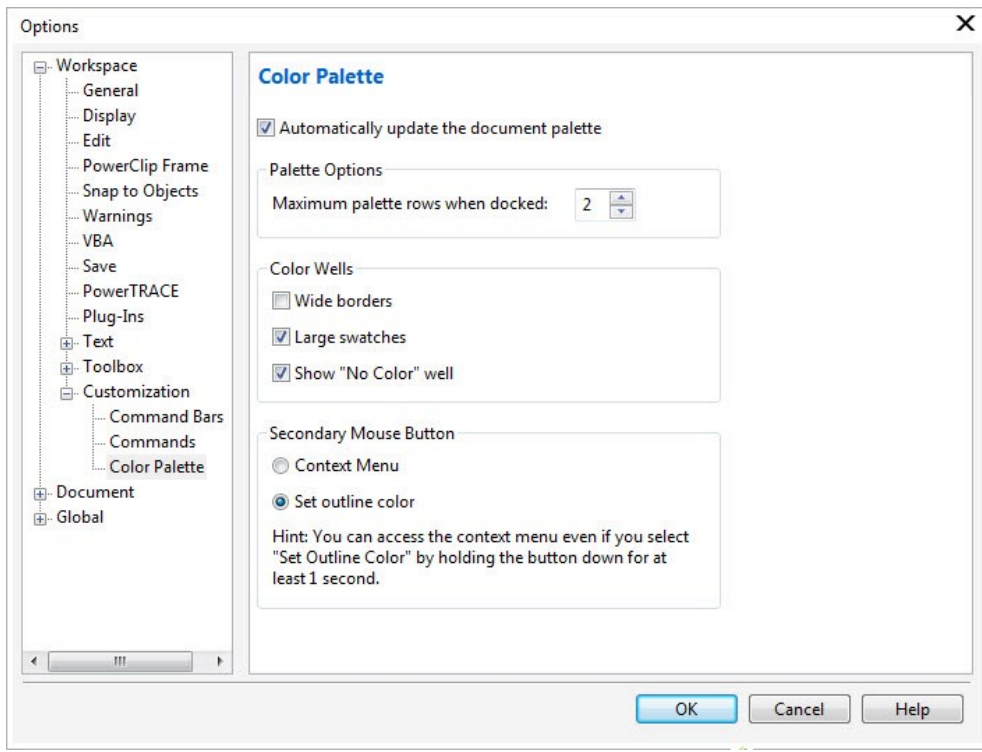 Options
Workspace
General
Display
Edit
PowerClip Frame
Snap to Objects
Warnings
VBA
Save
PowerTRACE
Plug-Ins
Text
Toolbox
Customization
Command Bars
Commands
Color Palette
Document
Global
Color Palette
Automatically update the document palette
Palette Options
Maximum palette rows when docked: 2
Color Wells
Wide borders
Large swatches
Show "No Color" well
Secondary Mouse Button
Context Menu
Set outline color
Hint: You can access the context menu even if you select
"Set Outline Color" by holding the button down for at
least 1 second.
OK Cancel Help